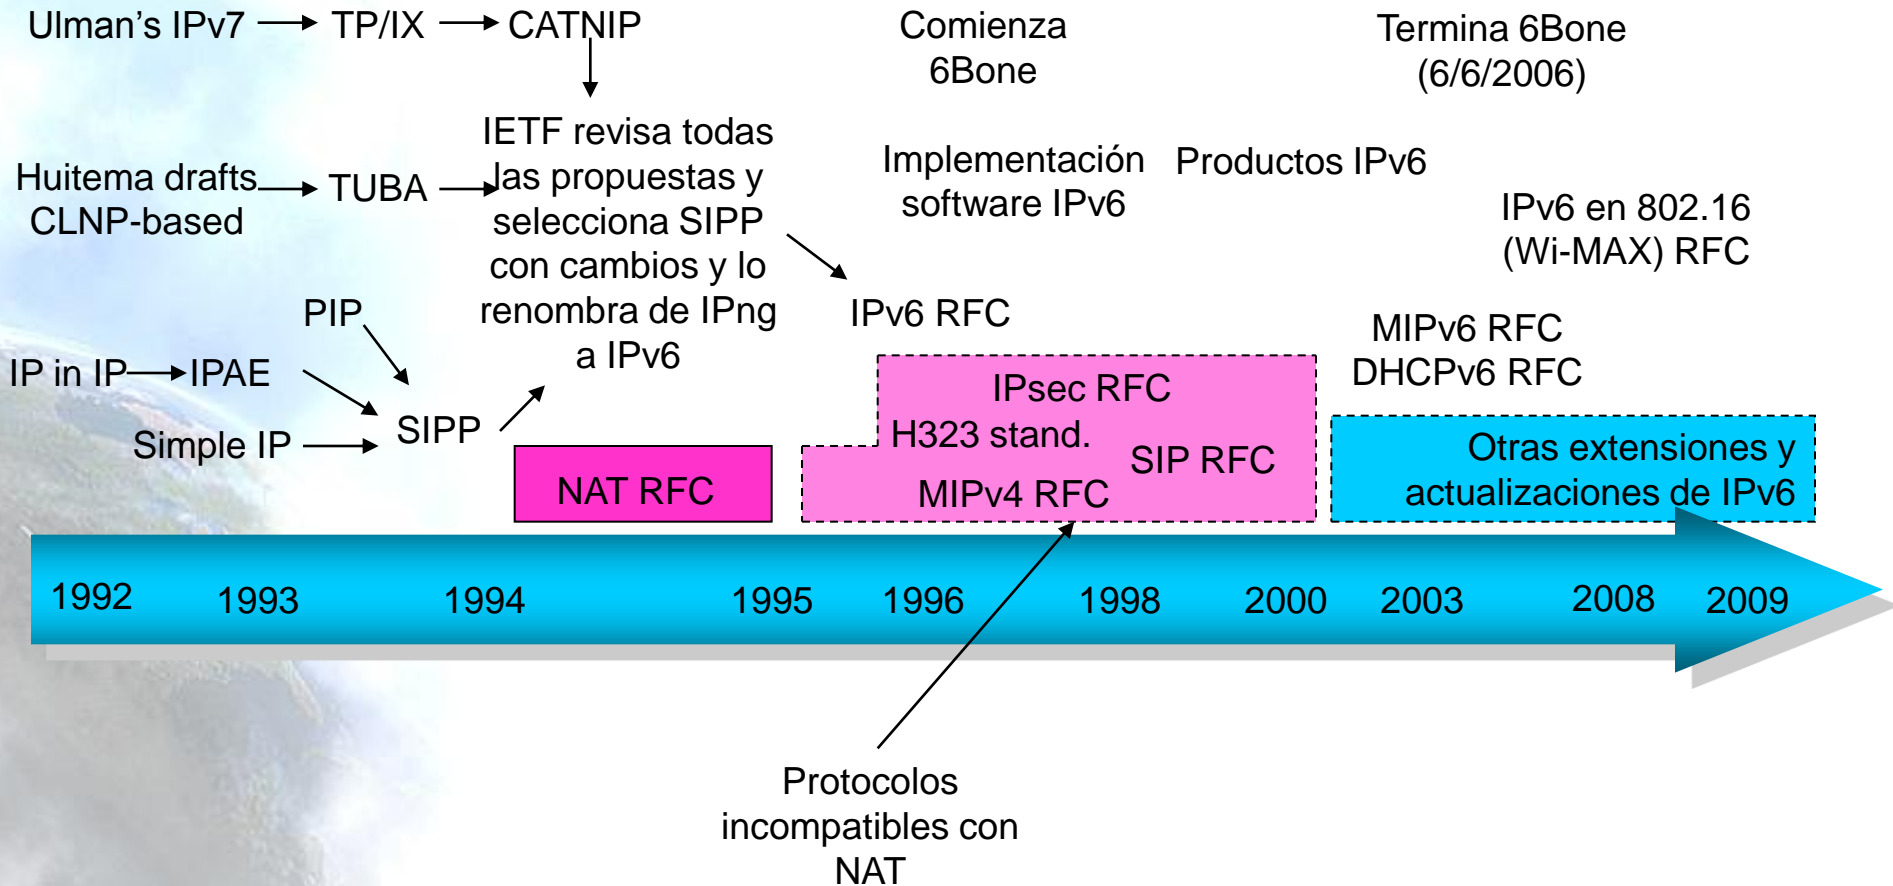 Ulman's IPv7
TP/IX
CATNIP
Comienza
6Bone
Termina 6Bone
(6/6/2006)
Huitema drafts
CLNP-based
TUBA
IETF revisa todas
las propuestas y
selecciona SIPP
con cambios y lo
renombra de IPng
a IPv6
Implementación
software IPv6
Productos IPv6
IPv6 en 802.16
(Wi-MAX) RFC
PIP
IP in IP
IPAE
Simple IP
SIPP
IPv6 RFC
MIPv6 RFC
DHCPv6 RFC
NAT RFC
IPsec RFC
H323 stand.
SIP RFC
MIPv4 RFC
Otras extensiones y
actualizaciones de IPv6
1992
1993
1994
1995
1996
1998
2000
2003
2008
2009
Protocolos
incompatibles con
NAT